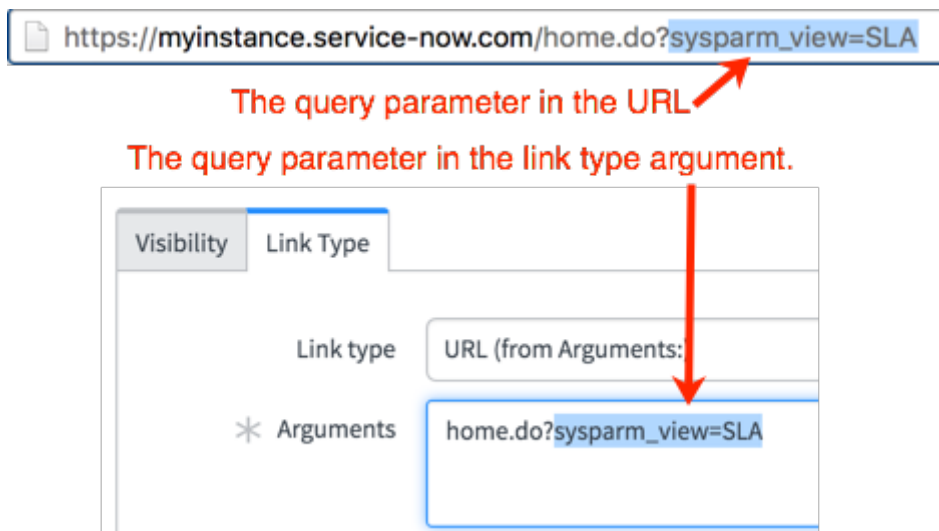 https://myinstance.service-now.com/home.do?sysparm_view=SLA
The query parameter in the URL
The query parameter in the link type argument.
Visibility
Link Type
Link type
URL (from Arguments:)
Arguments
home.do?sysparm_view=SLA